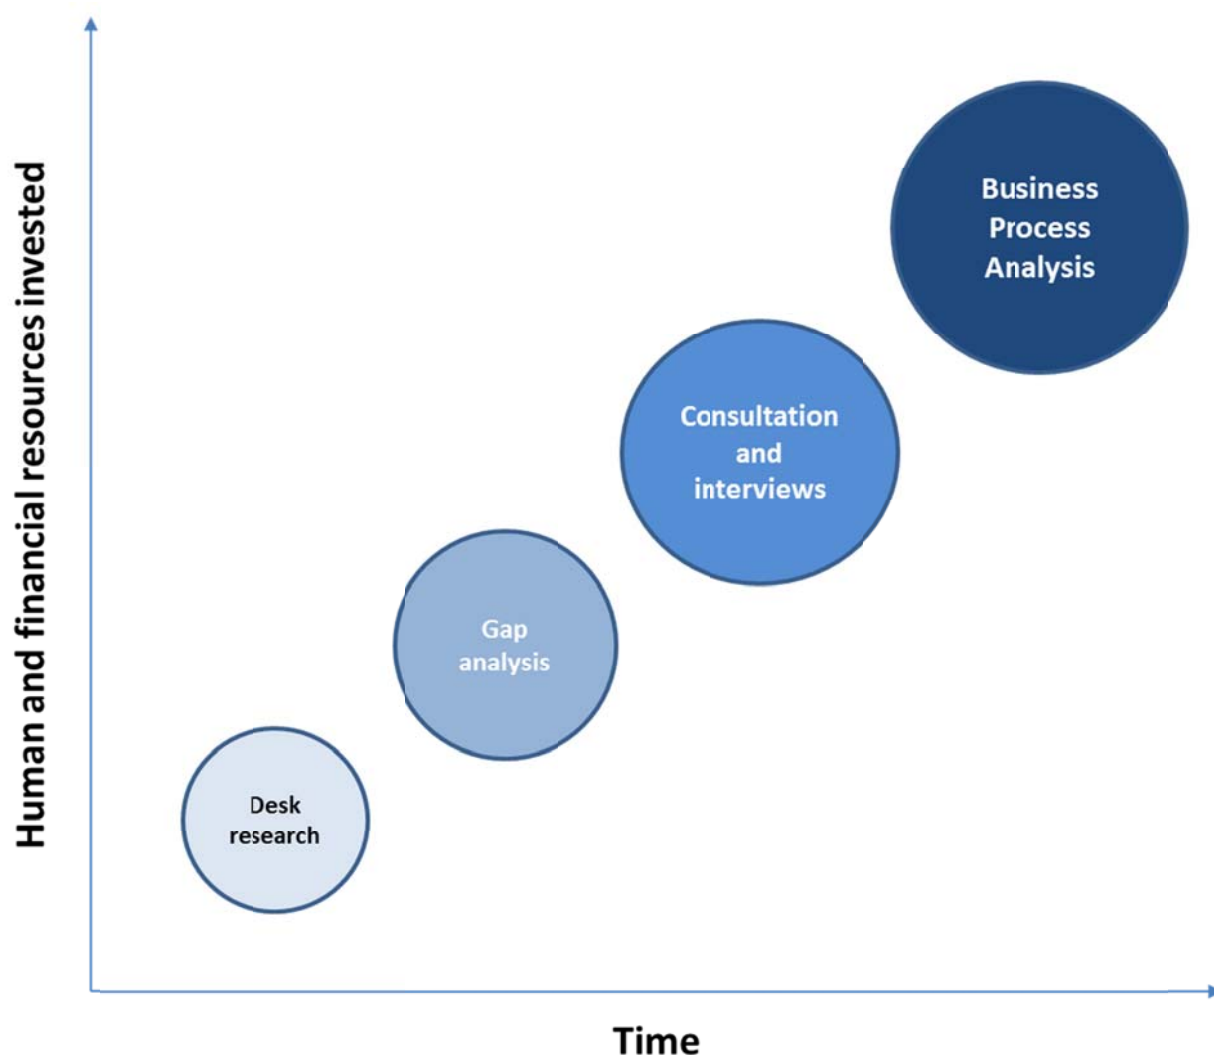 Human and financial resources invested
Business
Process
Analysis
Consultation
and
interviews
Gap
analysis
Desk
research
Time